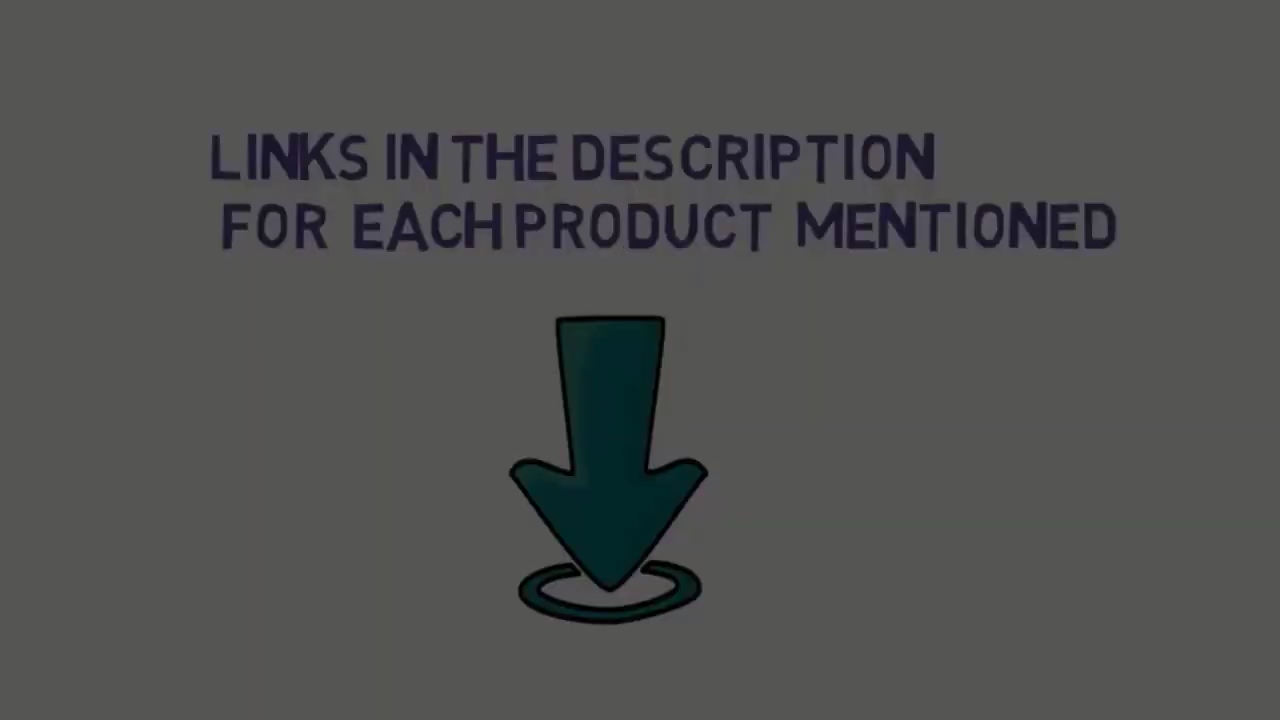 LINKS IN THE DESCRIPTION
FOR EACH PRODUCT MENTIONED